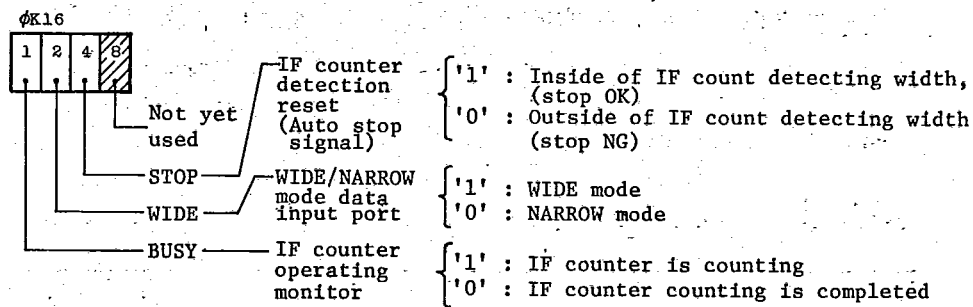 φK16
1 2 4 8
IF counter
detection
reset
(Auto stop
signal)
'1' : Inside of IF count detecting width,
(stop OK)
'0' : Outside of IF count detecting width
(stop NG)
Not yet
used
STOP
WIDE
WIDE/NARROW
mode data
input port
'1' : WIDE mode
'0' : NARROW mode
BUSY
IF counter
operating
monitor
'1' : IF counter is counting
'0' : IF counter counting is completed